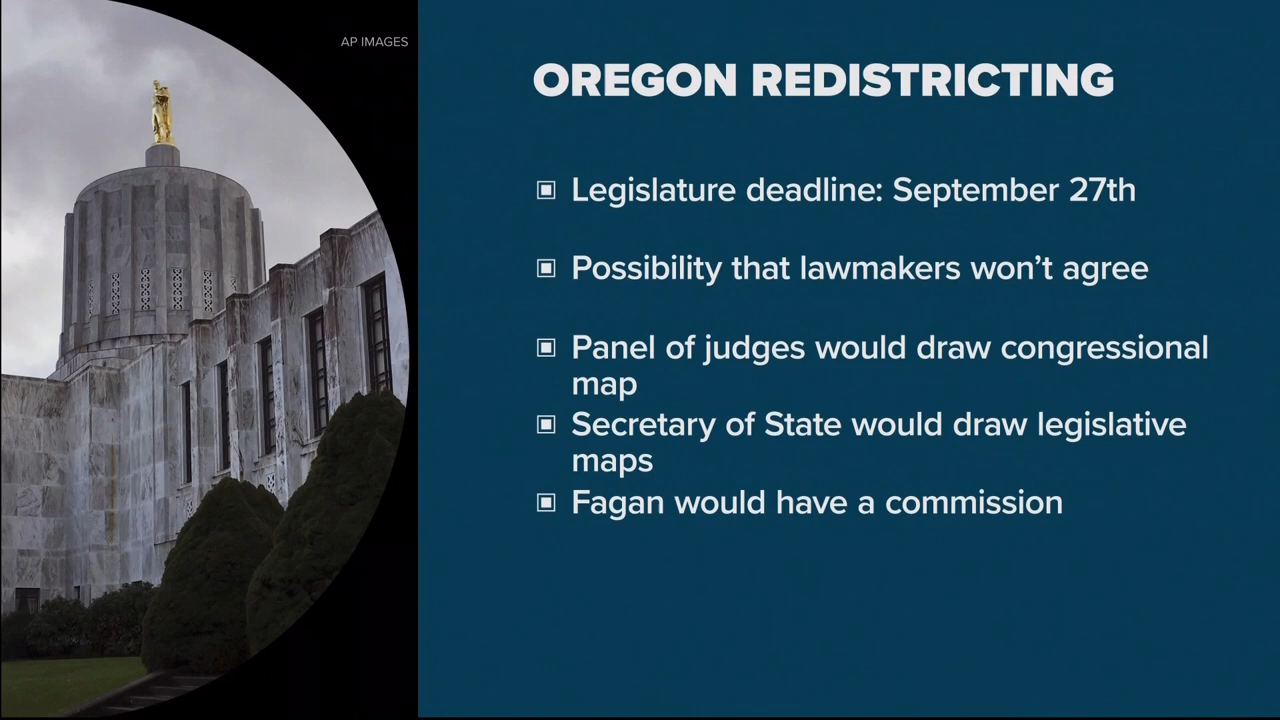 AP IMAGES
OREGON REDISTRICTING
Legislature deadline: September 27th
Possibility that lawmakers won’t agree
Panel of judges would draw congressional
map
Secretary of State would draw legislative
maps
Fagan would have a commission